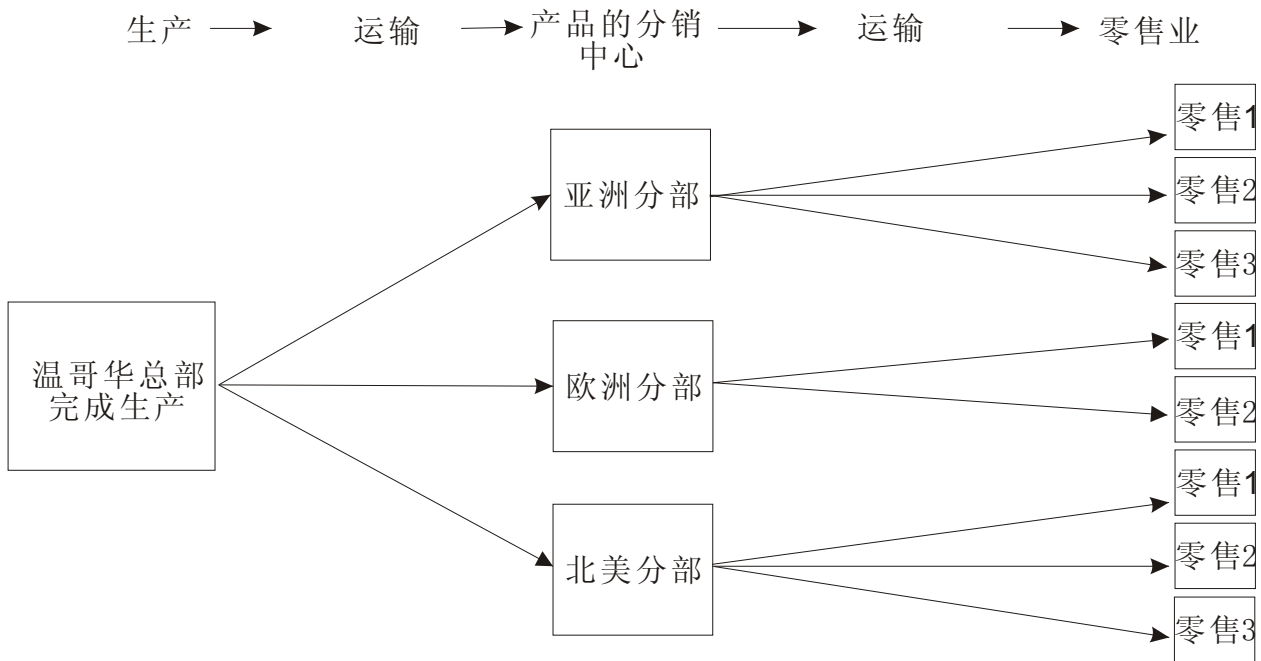 生产
运输
产品的分销
中心
运输
零售业
温哥华总部
完成生产
亚洲分部
欧洲分部
北美分部
零售1
零售2
零售3
零售1
零售2
零售1
零售2
零售3